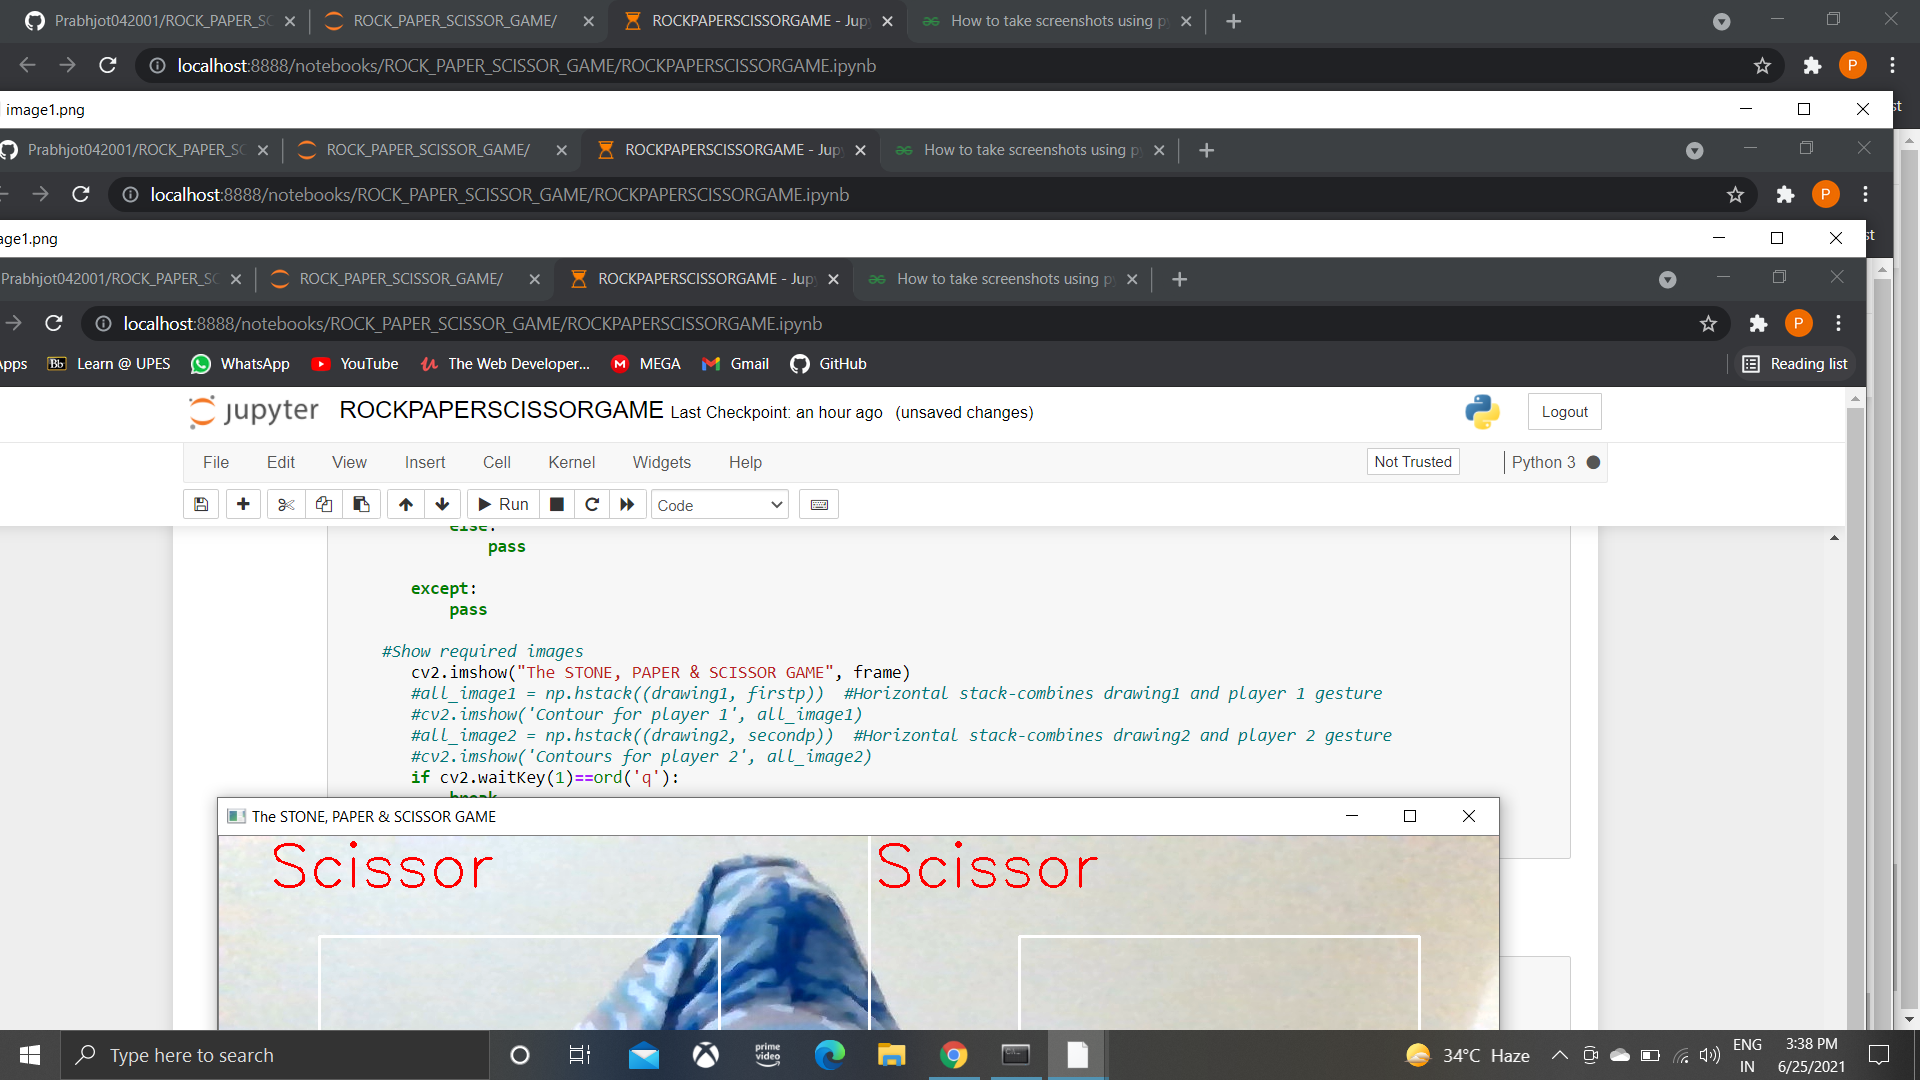 Prabhjot042001/ROCK_PAPER_SC
ROCK_PAPER_SCISSOR_GAME/
ROCKPAPERSCISSORGAME - Jup
How to take screenshots using p
localhost:8888/notebooks/ROCK_PAPER_SCISSOR_GAME/ROCKPAPERSCISSORGAME.ipynb
P
image1.png
st
Prabhjot042001/ROCK_PAPER_SC
ROCK_PAPER_SCISSOR_GAME/
ROCKPAPERSCISSORGAME - Jup
How to take screenshots using p
localhost:8888/notebooks/ROCK_PAPER_SCISSOR_GAME/ROCKPAPERSCISSORGAME.ipynb
P
age1.png
st
Prabhjot042001/ROCK_PAPER_SC
ROCK_PAPER_SCISSOR_GAME/
ROCKPAPERSCISSORGAME - Jup
How to take screenshots using p
localhost:8888/notebooks/ROCK_PAPER_SCISSOR_GAME/ROCKPAPERSCISSORGAME.ipynb
P
pps Bb Learn @ UPES WhatsApp YouTube The Web Developer... MEGA Gmail GitHub Reading list
jupyter ROCKPAPERSCISSORGAME Last Checkpoint: an hour ago (unsaved changes) Logout
File Edit View Insert Cell Kernel Widgets Help Not Trusted Python 3
Run Code
else:
pass
except:
pass
#Show required images
cv2.imshow("The STONE, PAPER & SCISSOR GAME", frame)
#all_image1 = np.hstack((drawing1, firstp))  #Horizontal stack-combines drawing1 and player 1 gesture
#cv2.imshow('Contour for player 1', all_image1)
#all_image2 = np.hstack((drawing2, secondp))  #Horizontal stack-combines drawing2 and player 2 gesture
#cv2.imshow('Contours for player 2', all_image2)
if cv2.waitKey(1)==ord('q'):
break
The STONE, PAPER & SCISSOR GAME
Scissor Scissor
Type here to search
prime video
34°C Haze
ENG
IN
3:38 PM
6/25/2021